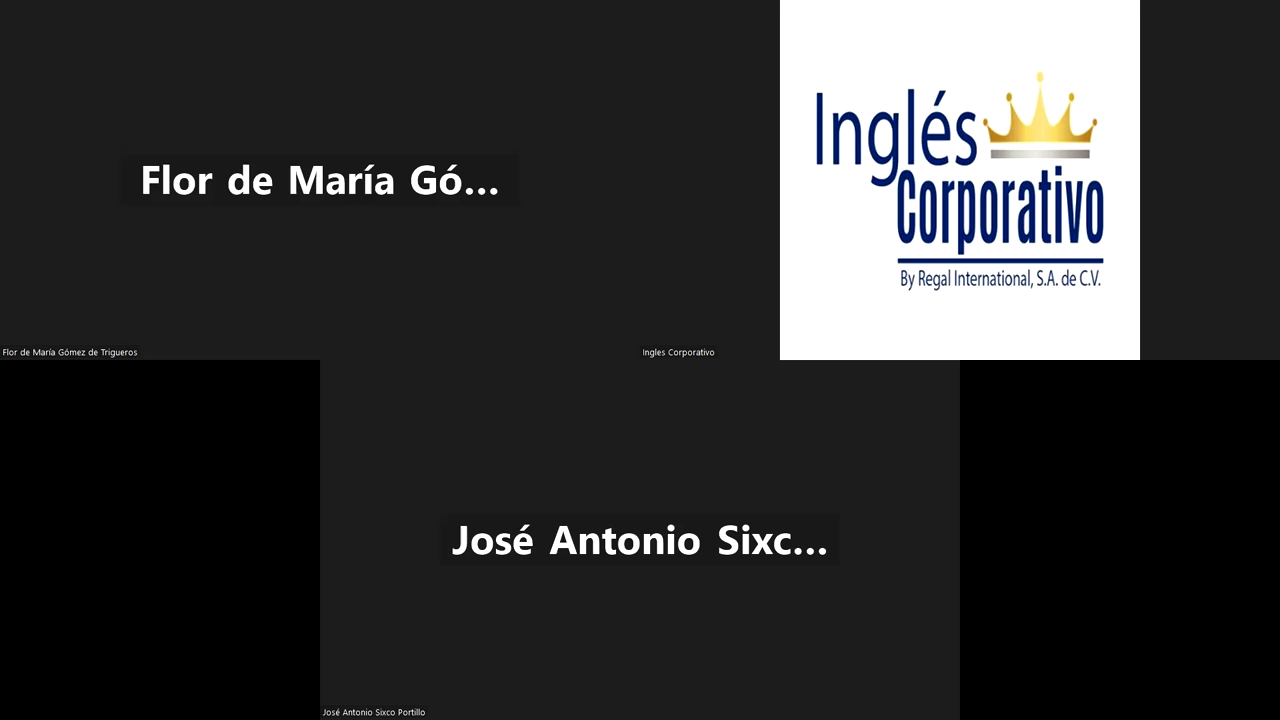 Flor de María Gó...
Inglés
Corporativo
By Regal International, S.A. de C.V.
Flor de María Gómez de Trigueros
Ingles Corporativo
José Antonio Sixc...
José Antonio Sixco Portillo